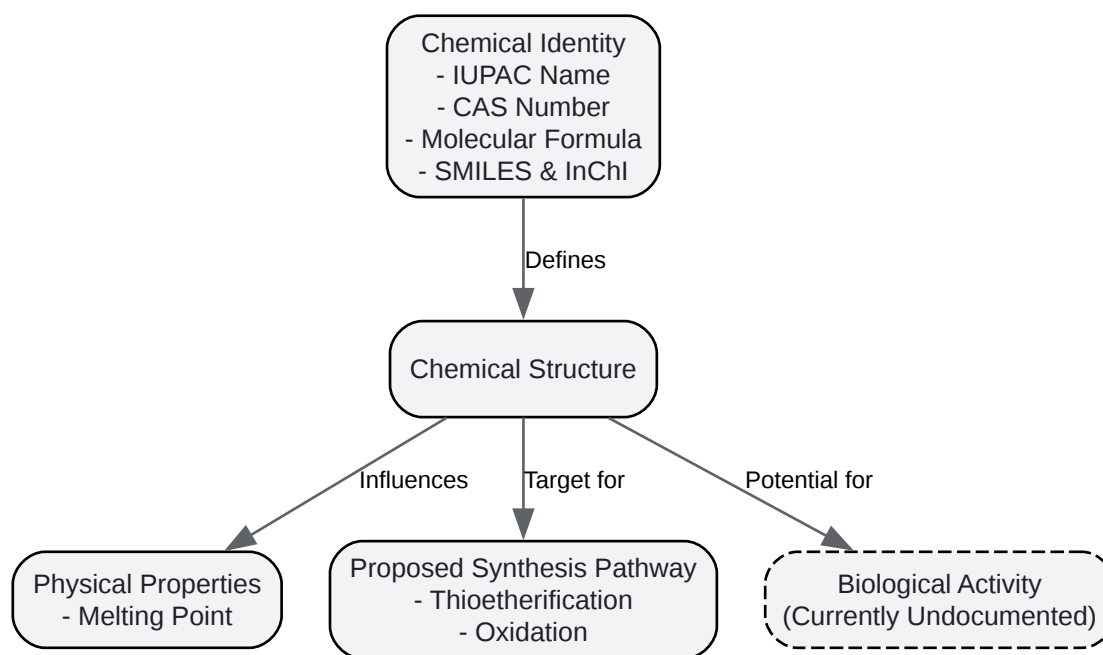 Chemical Identity
- IUPAC Name
- CAS Number
- Molecular Formula
- SMILES & InChI
Defines
Chemical Structure
Influences
Target for
Potential for
Physical Properties
- Melting Point
Proposed Synthesis Pathway
- Thioetherification
- Oxidation
Biological Activity
(Currently Undocumented)